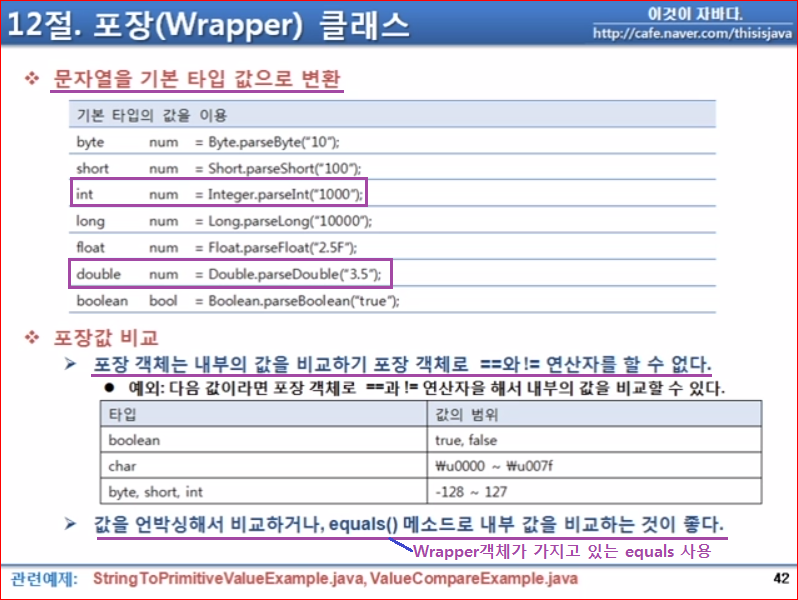 12절. 포장(Wrapper) 클래스
이것이 자바다.
http://cafe.naver.com/thisisjava
❖ 문자열을 기본 타입 값으로 변환
기본 타입의 값을 이용
byte num = Byte.parseByte("10");
short num = Short.parseShort("100");
int num = Integer.parseInt("1000");
long num = Long.parseLong("10000");
float num = Float.parseFloat("2.5F");
double num = Double.parseDouble("3.5");
boolean bool = Boolean.parseBoolean("true");
❖ 포장값 비교
➤ 포장 객체는 내부의 값을 비교하기 포장 객체로 ==와 != 연산자를 할 수 없다.
● 예외: 다음 값이라면 포장 객체로 ==과 != 연산자을 해서 내부의 값을 비교할 수 있다.
타입 값의 범위
boolean true, false
char ₩u0000 ~ ₩u007f
byte, short, int -128 ~ 127
➤ 값을 언박싱해서 비교하거나, equals() 메소드로 내부 값을 비교하는 것이 좋다.
Wrapper객체가 가지고 있는 equals 사용
관련예제: StringToPrimitiveValueExample.java, ValueCompareExample.java
42